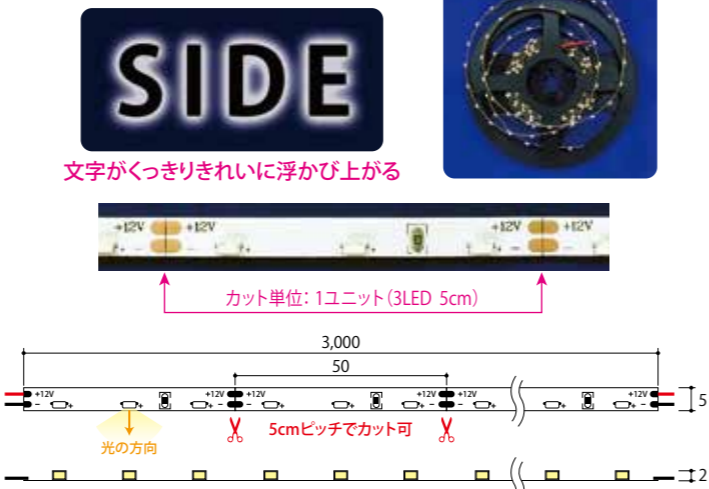 SIDE
文字がくっきりきれいに浮かび上がる
+12V +12V +12V +12V
カット単位：1ユニット（3LED 5cm）
3,000
50
+12V +12V +12V +12V +12V +12V
5
5cmピッチでカット可
光の方向
2